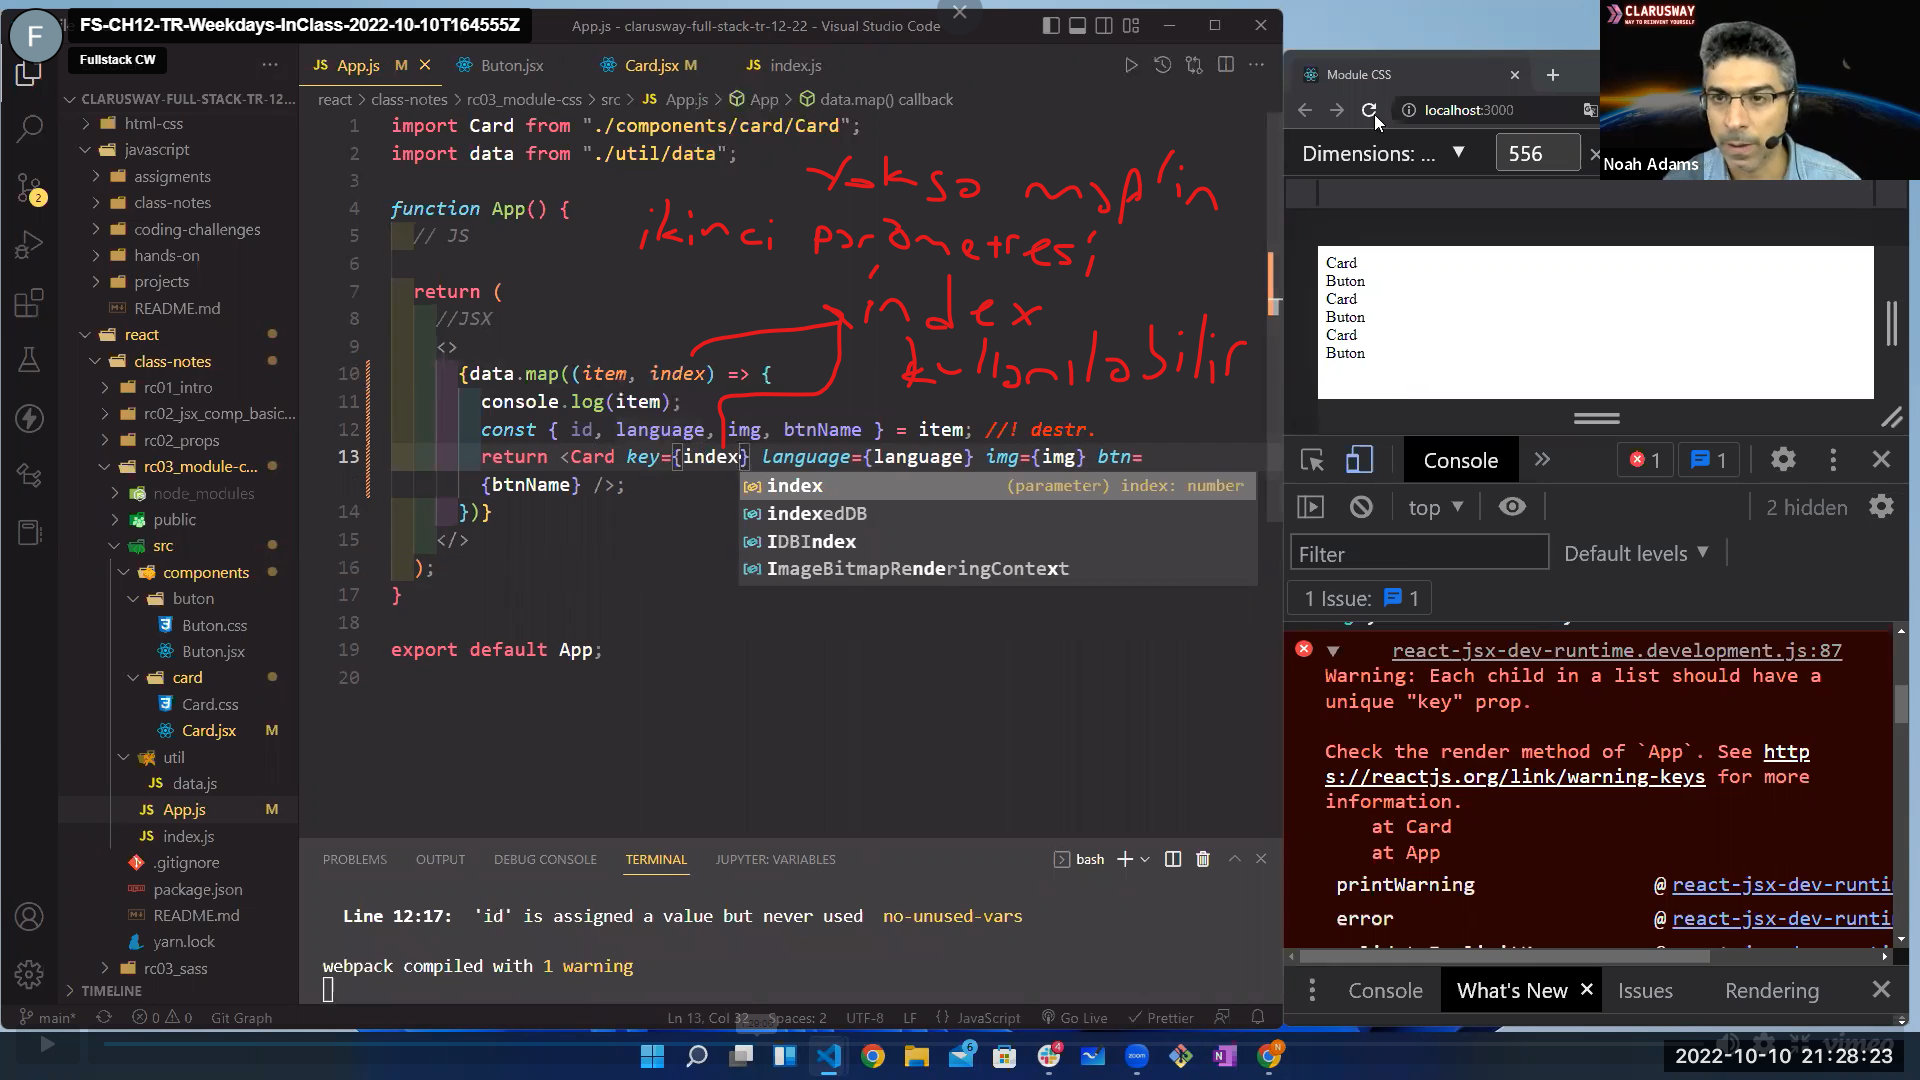 FS-CH12-TR-Weekdays-InClass-2022-10-10T164555Z
F
Fullstack CW
App.js - clarusway-full-stack-tr-12-22 - Visual Studio Code
App.js M
Buton.jsx
Card.jsx M
index.js
react > class-notes > rc03_module-css > src > App.js > App > data.map() callback
CLARUSWAY-FULL-STACK-TR-12...
html-css
javascript
assigments
class-notes
coding-challenges
hands-on
projects
README.md
react
class-notes
rc01_intro
rc02_jsx_comp_basic...
rc02_props
rc03_module-c...
node_modules
public
src
components
buton
Buton.css
Buton.jsx
card
Card.css
Card.jsx M
util
data.js
App.js M
index.js
.gitignore
package.json
README.md
yarn.lock
rc03_sass
TIMELINE
2
1 import Card from "./components/card/Card";
2 import data from "./util/data";
3
4 function App() {
5 // JS
6
7 return (
8 //JSX
9 <>
10 {data.map((item, index) => {
11 console.log(item);
12 const { id, language, img, btnName } = item; //! destr.
13 return <Card key={index} language={language} img={img} btn=
{btnName} />;
14 })}
15 </>
16 );
17 }
18
19 export default App;
20
Yoksa map'in
ikinci parametresi
index
kullanılabilir
index (parameter) index: number
indexedDB
IDBIndex
ImageBitmapRenderingContext
PROBLEMS OUTPUT DEBUG CONSOLE TERMINAL JUPYTER: VARIABLES
bash
Line 12:17: 'id' is assigned a value but never used no-unused-vars
webpack compiled with 1 warning
main* 0 0 Git Graph
Ln 13, Col 32 Spaces: 2 UTF-8 LF JavaScript Go Live Prettier
Module CSS
localhost:3000
Dimensions: ... 556
CLARUSWAY
WAY TO REINVENT YOURSELF
Noah Adams
Card
Buton
Card
Buton
Card
Buton
Console 1 1
top 2 hidden
Filter Default levels
1 Issue: 1
react-jsx-dev-runtime.development.js:87
Warning: Each child in a list should have a
unique "key" prop.
Check the render method of `App`. See http
s://reactjs.org/link/warning-keys for more
information.
at Card
at App
printWarning @ react-jsx-dev-runti
error @ react-jsx-dev-runti
Console What's New Issues Rendering
6
4
vimeo
2022-10-10 21:28:23